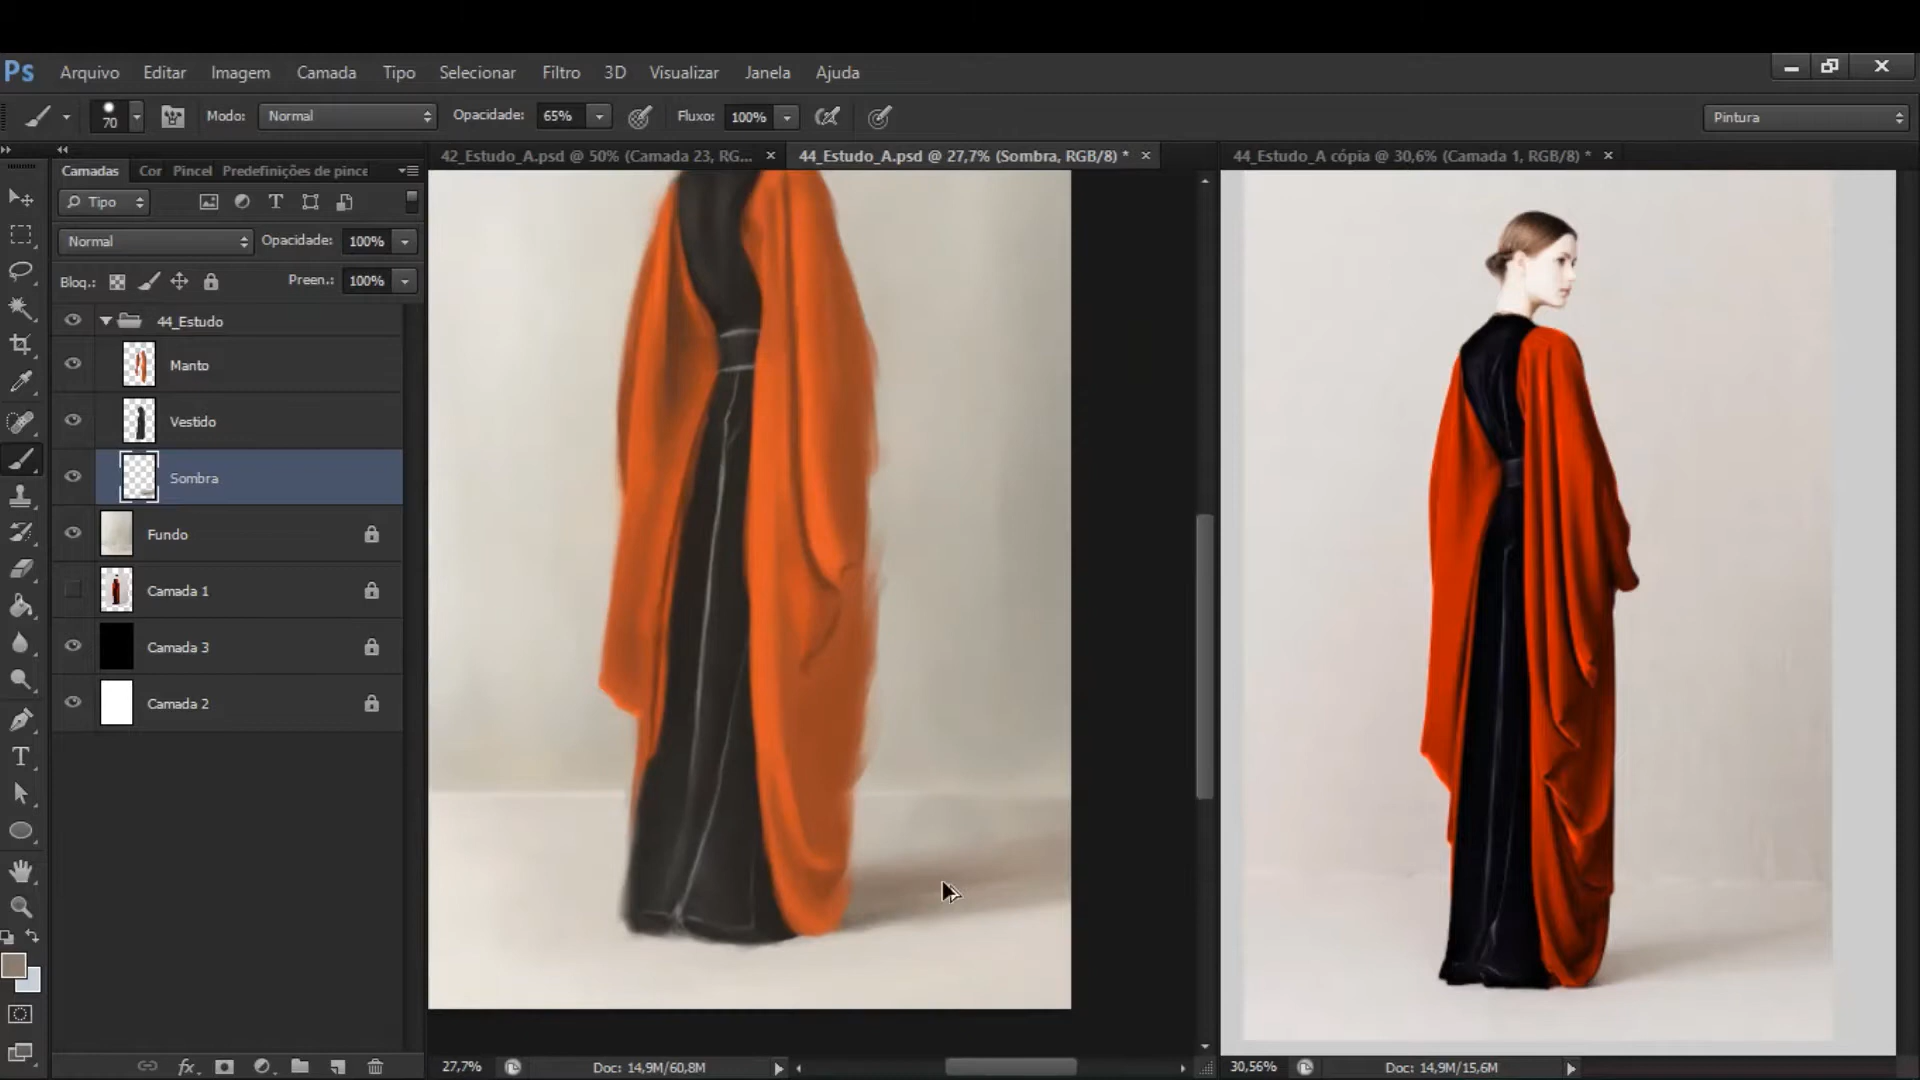 Ps Arquivo Editar Imagem Camada Tipo Selecionar Filtro 3D Visualizar Janela Ajuda
70 Modo: Normal Opacidade: 65% Fluxo: 100% Pintura
Camadas Cor Pincel Predefinições de pince
42_Estudo_A.psd @ 50% (Camada 23, RG... 44_Estudo_A.psd @ 27,7% (Sombra, RGB/8) * 44_Estudo_A cópia @ 30,6% (Camada 1, RGB/8) *
Tipo
Normal Opacidade: 100%
Bloq.: Preen.: 100%
44_Estudo
Manto
Vestido
Sombra
Fundo
Camada 1
Camada 3
Camada 2
fx
27,7% Doc: 14,9M/60,8M 30,56% Doc: 14,9M/15,6M